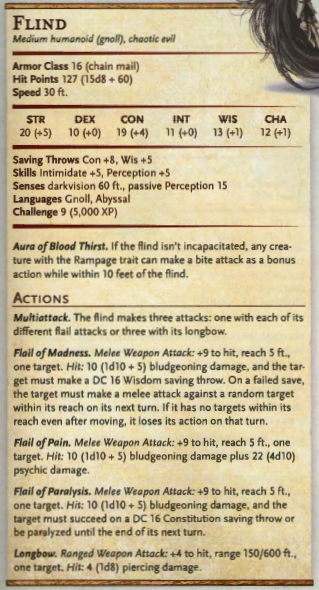 FLIND
Medium humanoid (gnoll), chaotic evil
Armor Class 16 (chain mail)
Hit Points 127 (15d8 + 60)
Speed 30 ft.
STR DEX CON INT WIS CHA
20 (+5) 10 (+0) 19 (+4) 11 (+0) 13 (+1) 12 (+1)
Saving Throws Con +8, Wis +5
Skills Intimidate +5, Perception +5
Senses darkvision 60 ft., passive Perception 15
Languages Gnoll, Abyssal
Challenge 9 (5,000 XP)
Aura of Blood Thirst. If the flind isn't incapacitated, any crea-
ture with the Rampage trait can make a bite attack as a bonus
action while within 10 feet of the flind.
ACTIONS
Multiattack. The flind makes three attacks: one with each of its
different flail attacks or three with its longbow.
Flail of Madness. Melee Weapon Attack: +9 to hit, reach 5 ft.,
one target. Hit: 10 (1d10 + 5) bludgeoning damage, and the tar-
get must make a DC 16 Wisdom saving throw. On a failed save,
the target must make a melee attack against a random target
within its reach on its next turn. If it has no targets within its
reach even after moving, it loses its action on that turn.
Flail of Pain. Melee Weapon Attack: +9 to hit, reach 5 ft., one
target. Hit: 10 (1d10 + 5) bludgeoning damage plus 22 (4d10)
psychic damage.
Flail of Paralysis. Melee Weapon Attack: +9 to hit, reach 5 ft.,
one target. Hit: 10 (1d10 + 5) bludgeoning damage, and the
target must succeed on a DC 16 Constitution saving throw or
be paralyzed until the end of its next turn.
Longbow. Ranged Weapon Attack: +4 to hit, range 150/600 ft.,
one target. Hit: 4 (1d8) piercing damage.